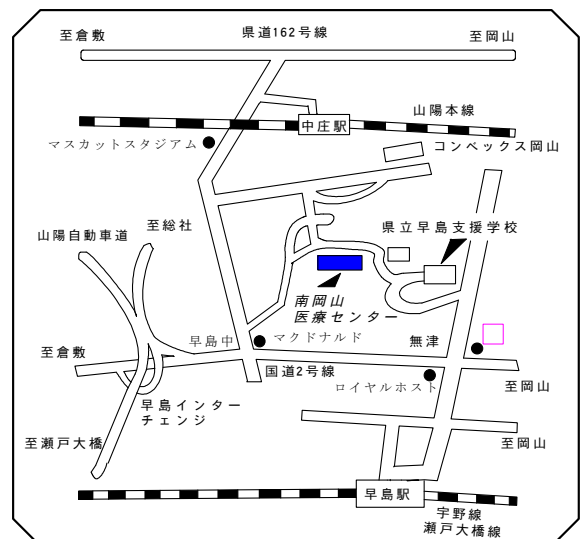 県道162号線
至倉敷
至岡山
山陽本線
中庄駅
マスカットスタジアム
コンベックス岡山
至総社
県立早島支援学校
山陽自動車道
南岡山
医療センター
早島中
マクドナルド
無津
至倉敷
国道2号線
ロイヤルホスト
至岡山
早島インター
チェンジ
至瀬戸大橋
至岡山
早島駅
宇野線
瀬戸大橋線